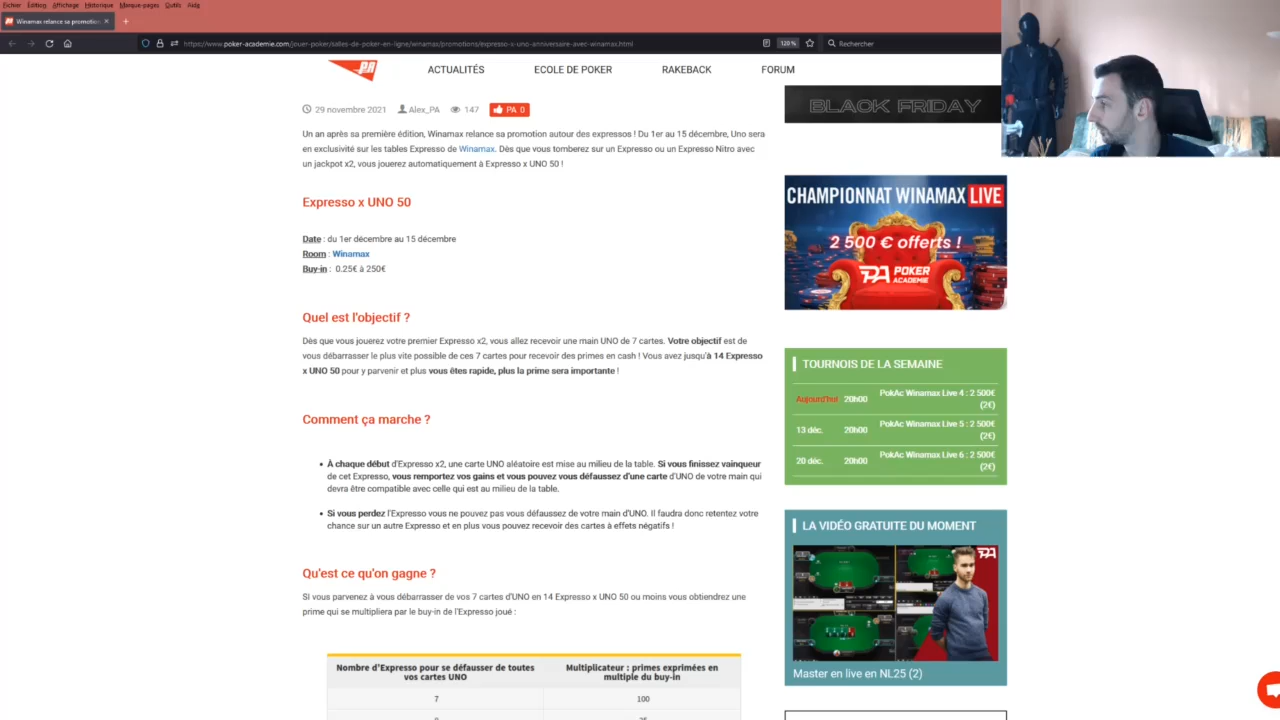 Fichier Édition Affichage Historique Marque-pages Outils Aide
Winamax relance sa promotion
https://www.poker-academie.com/jouer-poker/salles-de-poker-en-ligne/winamax/promotions/expresso-x-uno-anniversaire-avec-winamax.html
120 %
Rechercher
PA
ACTUALITÉS ECOLE DE POKER RAKEBACK FORUM
29 novembre 2021 Alex_PA 147 PA 0
Un an après sa première édition, Winamax relance sa promotion autour des expressos ! Du 1er au 15 décembre, Uno sera
en exclusivité sur les tables Expresso de Winamax. Dès que vous tomberez sur un Expresso ou un Expresso Nitro avec
un jackpot x2, vous jouerez automatiquement à Expresso x UNO 50 !
Expresso x UNO 50
Date : du 1er décembre au 15 décembre
Room : Winamax
Buy-in : 0.25€ à 250€
Quel est l'objectif ?
Dès que vous jouerez votre premier Expresso x2, vous allez recevoir une main UNO de 7 cartes. Votre objectif est de
vous débarrasser le plus vite possible de ces 7 cartes pour recevoir des primes en cash ! Vous avez jusqu'à 14 Expresso
x UNO 50 pour y parvenir et plus vous êtes rapide, plus la prime sera importante !
Comment ça marche ?
• À chaque début d'Expresso x2, une carte UNO aléatoire est mise au milieu de la table. Si vous finissez vainqueur
de cet Expresso, vous remportez vos gains et vous pouvez vous défaussez d'une carte d'UNO de votre main qui
devra être compatible avec celle qui est au milieu de la table.
• Si vous perdez l'Expresso vous ne pouvez pas vous défausser de votre main d'UNO. Il faudra donc retentez votre
chance sur un autre Expresso et en plus vous pouvez recevoir des cartes à effets négatifs !
Qu'est ce qu'on gagne ?
Si vous parvenez à vous débarrasser de vos 7 cartes d'UNO en 14 Expresso x UNO 50 ou moins vous obtiendrez une
prime qui se multipliera par le buy-in de l'Expresso joué :
Nombre d'Expresso pour se défausser de toutes
vos cartes UNO
Multiplicateur : primes exprimées en
multiple du buy-in
7 100
BLACK FRIDAY
CHAMPIONNAT WINAMAX LIVE
2 500 € offerts !
PA POKER
ACADEMIE
TOURNOIS DE LA SEMAINE
Aujourd'hui 20h00 PokAc Winamax Live 4 : 2 500€
(2€)
13 déc. 20h00 PokAc Winamax Live 5 : 2 500€
(2€)
20 déc. 20h00 PokAc Winamax Live 6 : 2 500€
(2€)
LA VIDÉO GRATUITE DU MOMENT
PA
Master en live en NL25 (2)